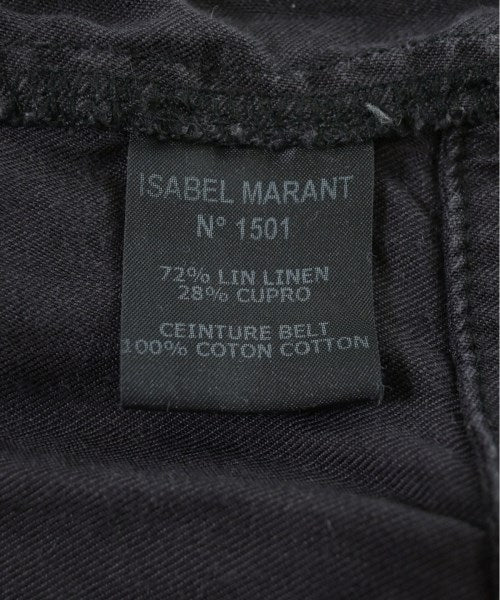 ISABEL MARANT
N° 1501
72% LIN LINEN
28% CUPRO
CEINTURE BELT
100% COTON COTTON